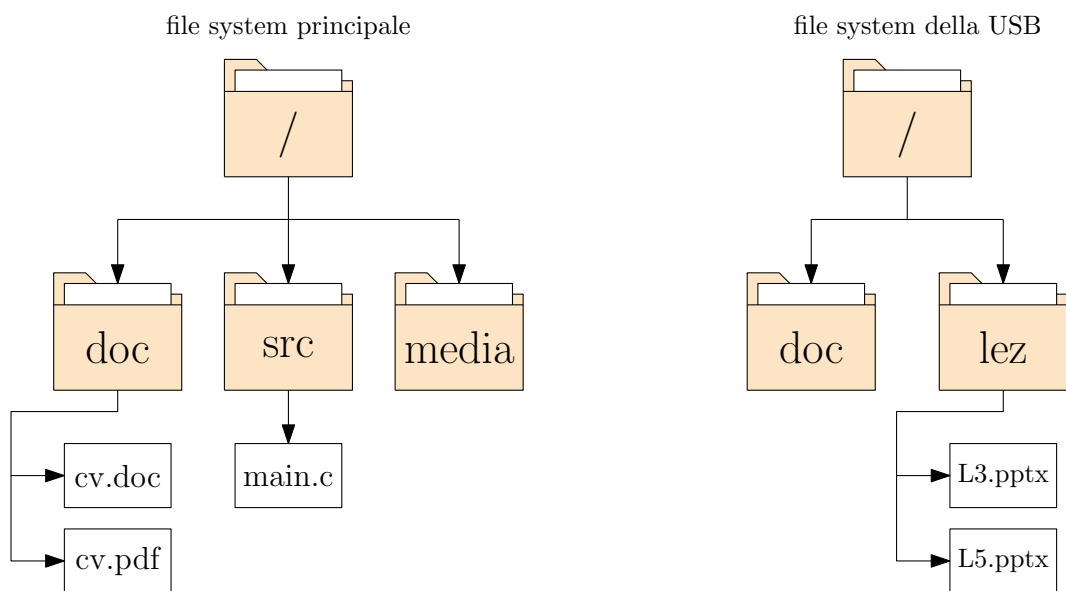 file system principale
file system della USB
/
/
doc
src
media
doc
lez
cv.doc
main.c
L3.pptx
cv.pdf
L5.pptx